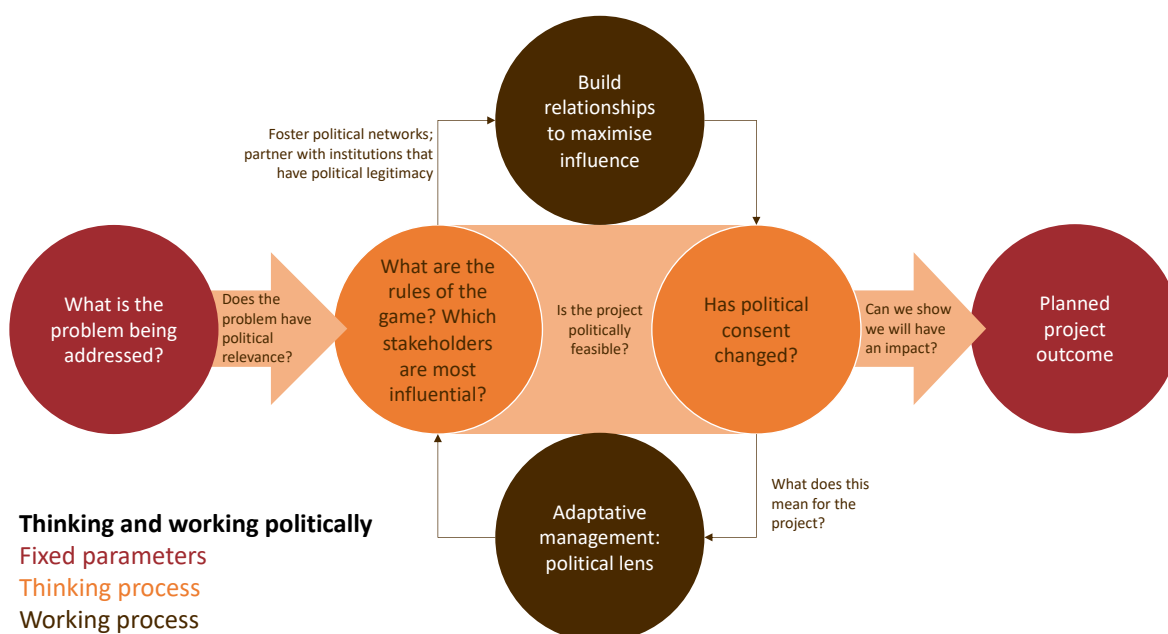 Build
relationships
to maximise
influence
Foster political networks;
partner with institutions that
have political legitimacy
What is the
problem being
addressed?
Does the
problem have
political
relevance?
What are the
rules of the
game? Which
stakeholders
are most
influential?
Is the project
politically
feasible?
Has political
consent
changed?
Can we show
we will have
an impact?
Planned
project
outcome
What does this
mean for the
project?
Adaptative
management:
political lens
Thinking and working politically
Fixed parameters
Thinking process
Working process